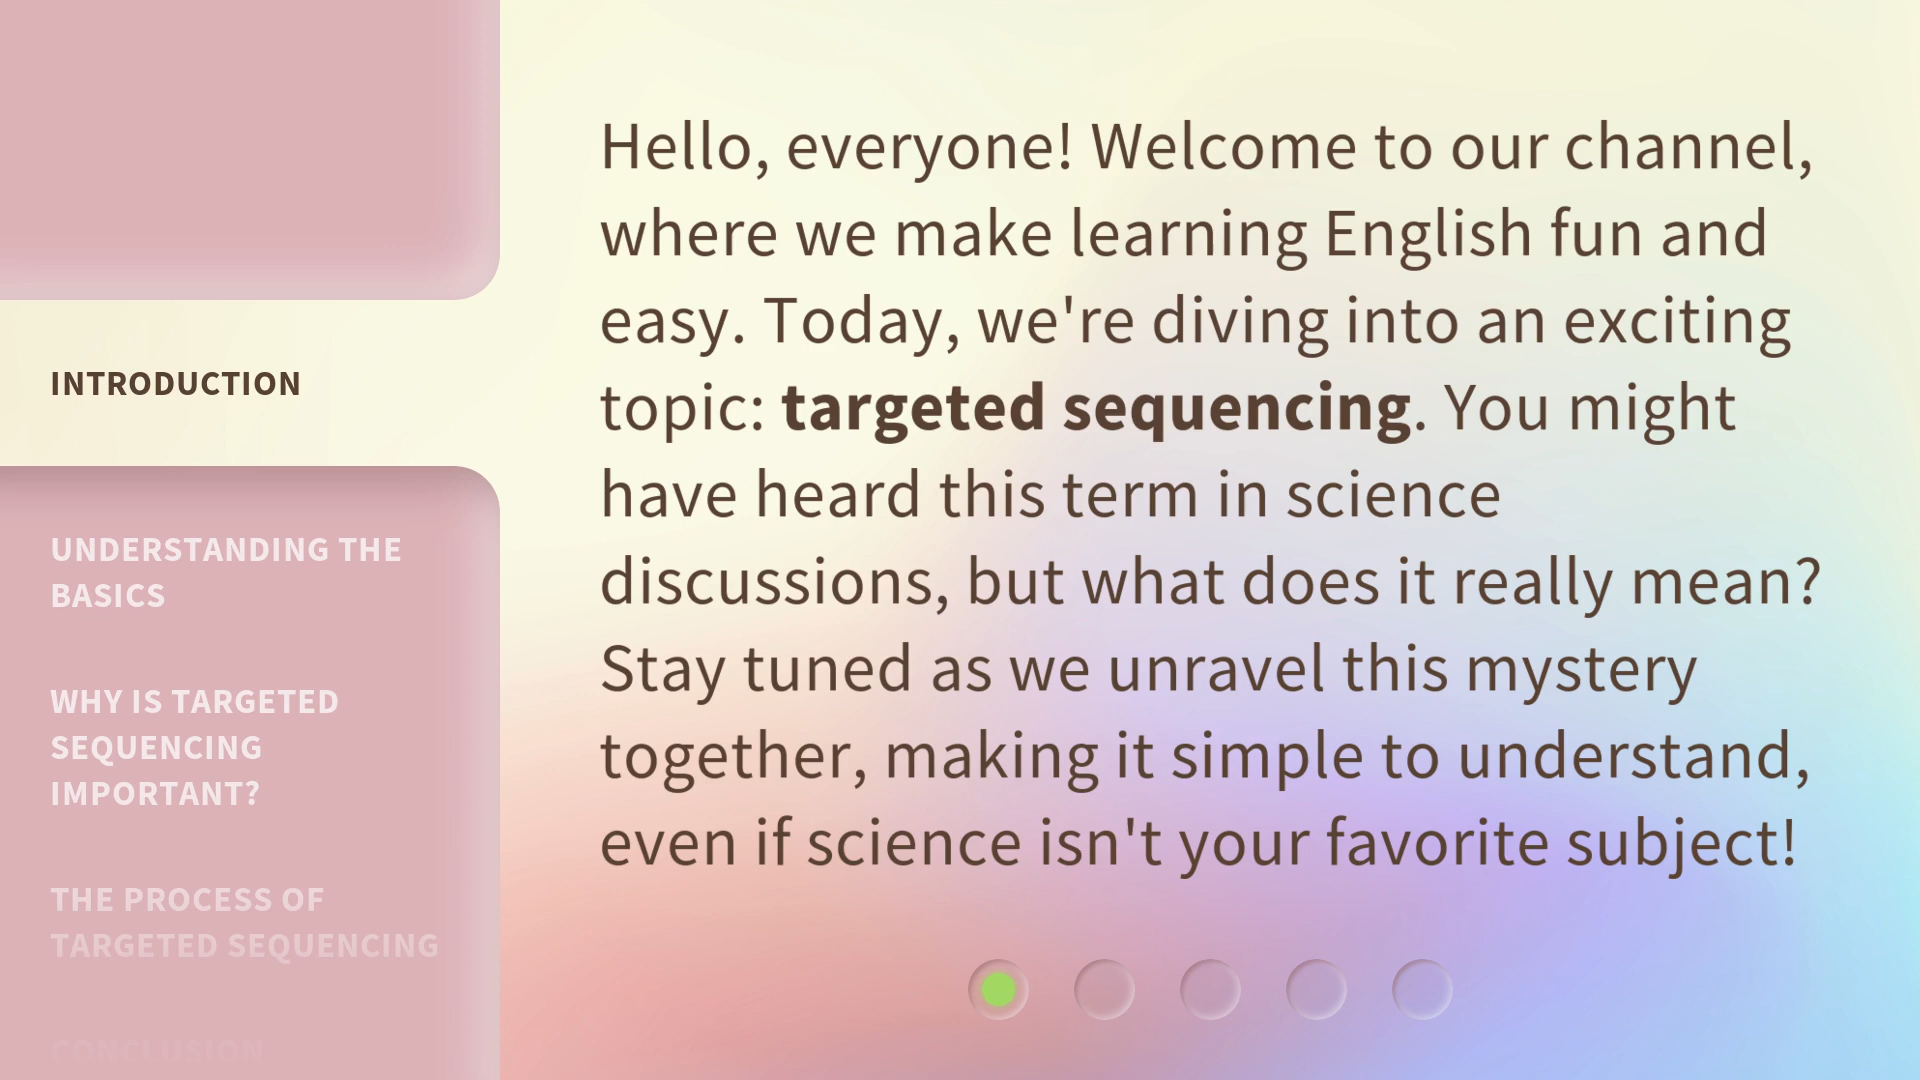 INTRODUCTION
UNDERSTANDING THE
BASICS
WHY IS TARGETED
SEQUENCING
IMPORTANT?
THE PROCESS OF
TARGETED SEQUENCING
CONCLUSION
Hello, everyone! Welcome to our channel,
where we make learning English fun and
easy. Today, we're diving into an exciting
topic: targeted sequencing. You might
have heard this term in science
discussions, but what does it really mean?
Stay tuned as we unravel this mystery
together, making it simple to understand,
even if science isn't your favorite subject!